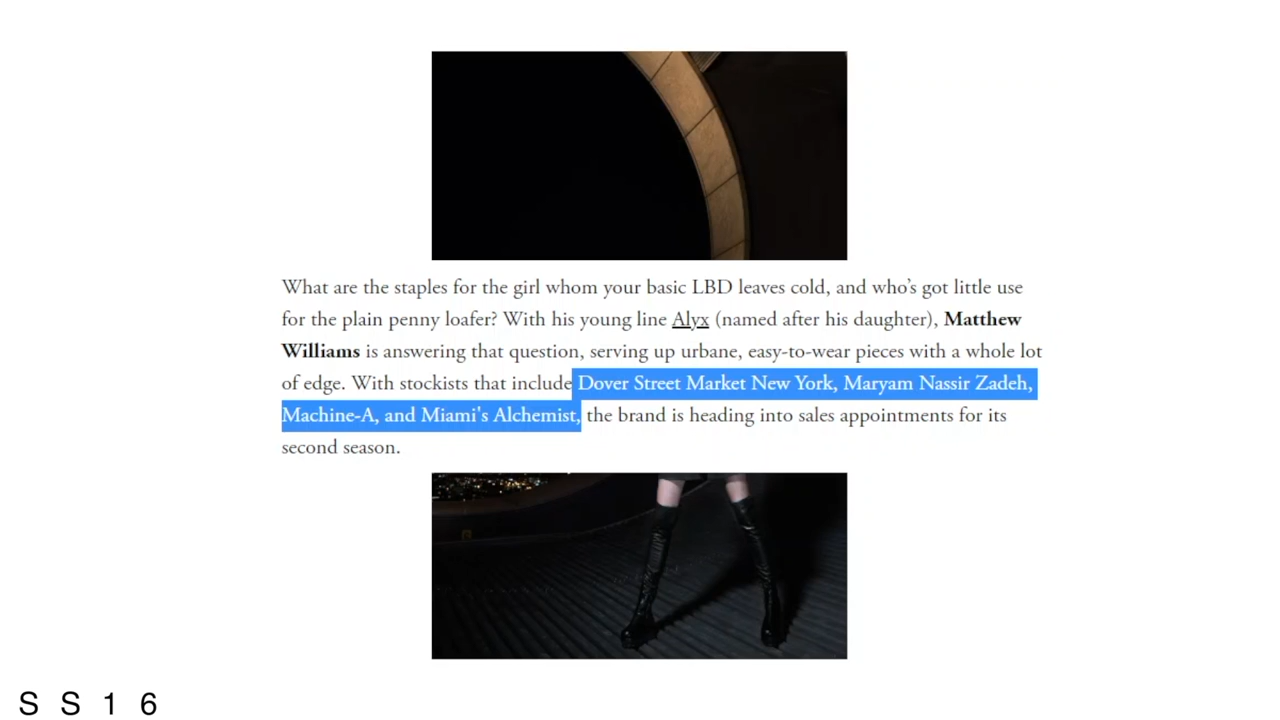 What are the staples for the girl whom your basic LBD leaves cold, and who’s got little use
for the plain penny loafer? With his young line Alyx (named after his daughter), Matthew
Williams is answering that question, serving up urbane, easy-to-wear pieces with a whole lot
of edge. With stockists that include Dover Street Market New York, Maryam Nassir Zadeh,
Machine-A, and Miami's Alchemist, the brand is heading into sales appointments for its
second season.
S S 1 6